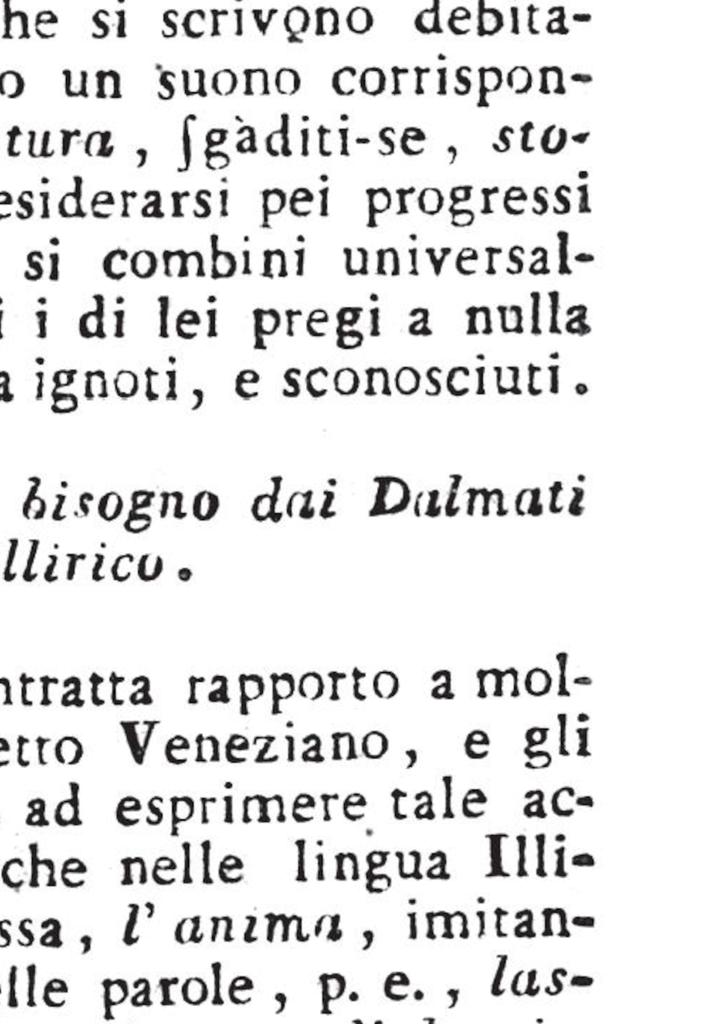 he si scrivono debita-
o un suono corrispon-
tura, ʃgàditi-se, sto-
esiderarsi pei progressi
si combini universal-
i i di lei pregi a nulla
a ignoti, e sconosciuti.
bisogno dai Dalmati
llirico.
ntratta rapporto a mol-
etto Veneziano, e gli
ad esprimere tale ac-
che nelle lingua Illi-
ssa, l'anima, imitan-
elle parole, p. e., las-